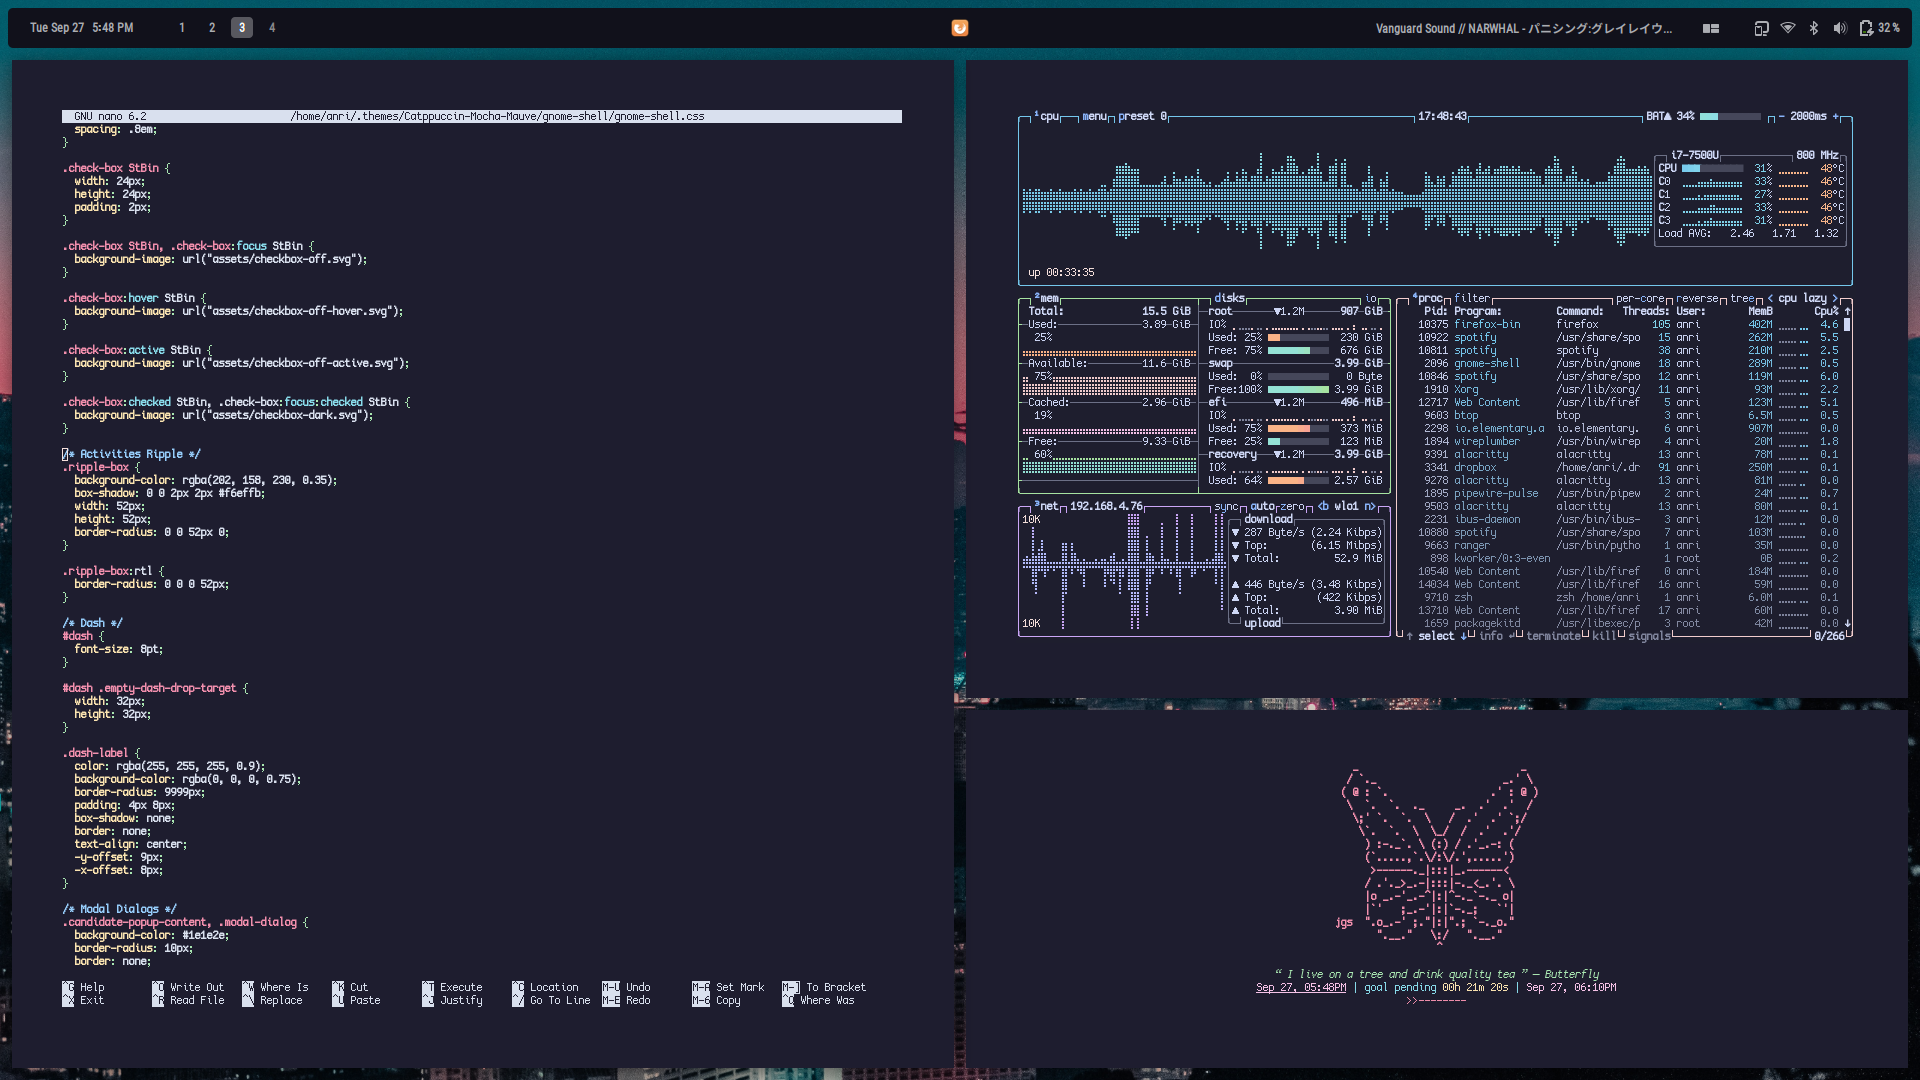 Tue Sep 27 5:48 PM 1 2 3 4
Vanguard Sound // NARWHAL - パニシング:グレイレイヴ... 32 %
GNU nano 6.2 /home/anri/.themes/Catppuccin-Mocha-Mauve/gnome-shell/gnome-shell.css
spacing: .8em;
}
.check-box StBin {
width: 24px;
height: 24px;
padding: 2px;
}
.check-box StBin, .check-box:focus StBin {
background-image: url("assets/checkbox-off.svg");
}
.check-box:hover StBin {
background-image: url("assets/checkbox-off-hover.svg");
}
.check-box:active StBin {
background-image: url("assets/checkbox-off-active.svg");
}
.check-box:checked StBin, .check-box:focus:checked StBin {
background-image: url("assets/checkbox-dark.svg");
}
/* Activities Ripple */
.ripple-box {
background-color: rgba(202, 158, 230, 0.35);
box-shadow: 0 0 2px 2px #f6effb;
width: 52px;
height: 52px;
border-radius: 0 0 52px 0;
}
.ripple-box:rtl {
border-radius: 0 0 0 52px;
}
/* Dash */
#dash {
font-size: 8pt;
}
#dash .empty-dash-drop-target {
width: 32px;
height: 32px;
}
.dash-label {
color: rgba(255, 255, 255, 0.9);
background-color: rgba(0, 0, 0, 0.75);
border-radius: 9999px;
padding: 4px 8px;
box-shadow: none;
border: none;
text-align: center;
-y-offset: 9px;
-x-offset: 8px;
}
/* Modal Dialogs */
.candidate-popup-content, .modal-dialog {
background-color: #1e1e2e;
border-radius: 10px;
border: none;
^G Help ^O Write Out ^W Where Is ^K Cut ^T Execute ^C Location M-U Undo M-A Set Mark M-] To Bracket
^X Exit ^R Read File ^\ Replace ^U Paste ^J Justify ^/ Go To Line M-E Redo M-6 Copy ^Q Where Was
¹cpu menu preset 0 17:48:43 BAT▲ 34% - 2000ms +
i7-7500U 800 MHz
CPU 31% 48°C
C0 33% 46°C
C1 27% 48°C
C2 33% 46°C
C3 31% 48°C
Load AVG: 2.46 1.71 1.32
up 00:33:35
²mem
Total: 15.5 GiB
Used: 3.89 GiB
25%
Available: 11.6 GiB
75%
Cached: 2.96 GiB
19%
Free: 9.33 GiB
60%
disks io
root ▼1.2M 907 GiB
IO%
Used: 25% 230 GiB
Free: 75% 676 GiB
swap 3.99 GiB
Used: 0% 0 Byte
Free:100% 3.99 GiB
efi ▼1.2M 496 MiB
IO%
Used: 75% 373 MiB
Free: 25% 123 MiB
recovery ▼1.2M 3.99 GiB
IO%
Used: 64% 2.57 GiB
³net 192.168.4.76 sync auto zero <b wlo1 n>
10K
10K
download
▼ 287 Byte/s (2.24 Kibps)
▼ Top: (6.15 Mibps)
▼ Total: 52.9 MiB
▲ 446 Byte/s (3.48 Kibps)
▲ Top: (422 Kibps)
▲ Total: 3.90 MiB
upload
⁴proc filter per-core reverse tree < cpu lazy >
Pid: Program: Command: Threads: User: MemB Cpu% ↑
10375 firefox-bin firefox 105 anri 402M 4.6
10922 spotify /usr/share/spo 15 anri 262M 5.5
10811 spotify spotify 38 anri 210M 2.5
2096 gnome-shell /usr/bin/gnome 18 anri 289M 0.5
10846 spotify /usr/share/spo 12 anri 119M 6.0
1910 Xorg /usr/lib/xorg/ 11 anri 93M 2.2
12717 Web Content /usr/lib/firef 5 anri 123M 5.1
9603 btop btop 3 anri 6.5M 0.5
2298 io.elementary.a io.elementary. 6 anri 907M 0.0
1894 wireplumber /usr/bin/wirep 4 anri 20M 1.8
9391 alacritty alacritty 13 anri 78M 0.1
3341 dropbox /home/anri/.dr 91 anri 250M 0.1
9278 alacritty alacritty 13 anri 81M 0.0
1895 pipewire-pulse /usr/bin/pipew 2 anri 24M 0.7
9503 alacritty alacritty 13 anri 80M 0.1
2231 ibus-daemon /usr/bin/ibus- 3 anri 12M 0.0
10880 spotify /usr/share/spo 7 anri 103M 0.0
9663 ranger /usr/bin/pytho 1 anri 35M 0.0
898 kworker/0:3-even 1 root 0B 0.2
10540 Web Content /usr/lib/firef 0 anri 184M 0.0
14034 Web Content /usr/lib/firef 16 anri 59M 0.0
9710 zsh zsh /home/anri 1 anri 6.0M 0.1
13710 Web Content /usr/lib/firef 17 anri 60M 0.0
1659 packagekitd /usr/libexec/p 3 root 42M 0.0 ↓
↑ select ↓ info ↵ terminate kill signals 0/266
jgs
“ I live on a tree and drink quality tea ” — Butterfly
Sep 27, 05:48PM | goal pending 00h 21m 20s | Sep 27, 06:10PM
>>--------